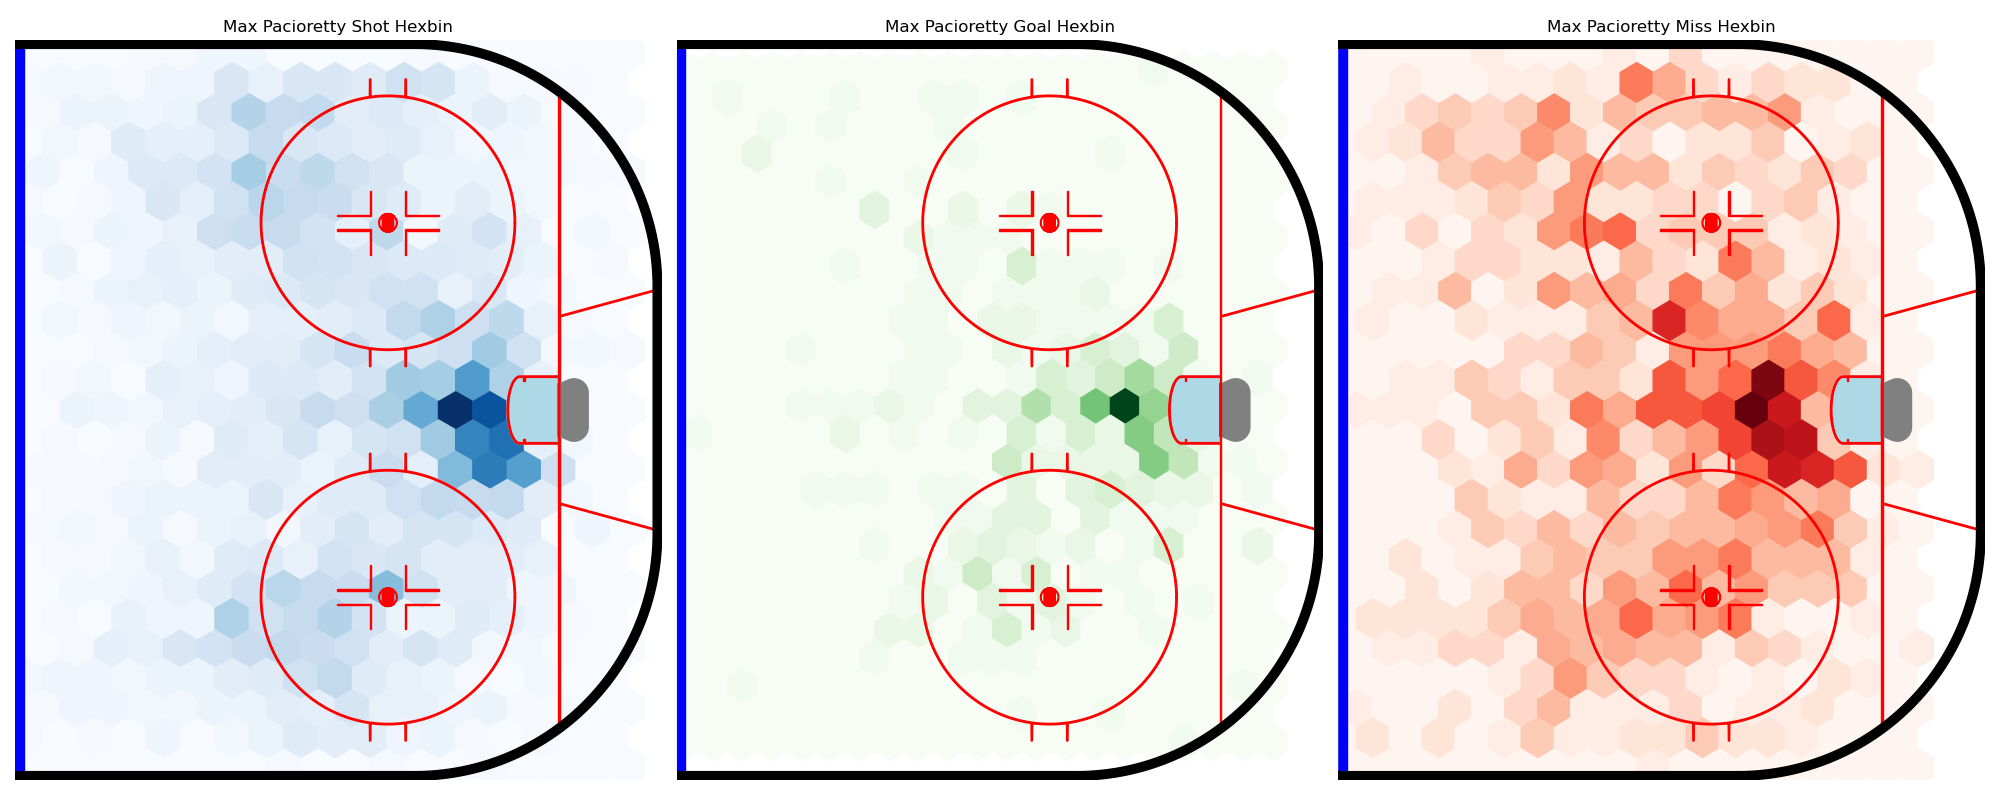 Max Pacioretty Shot Hexbin
Max Pacioretty Goal Hexbin
Max Pacioretty Miss Hexbin